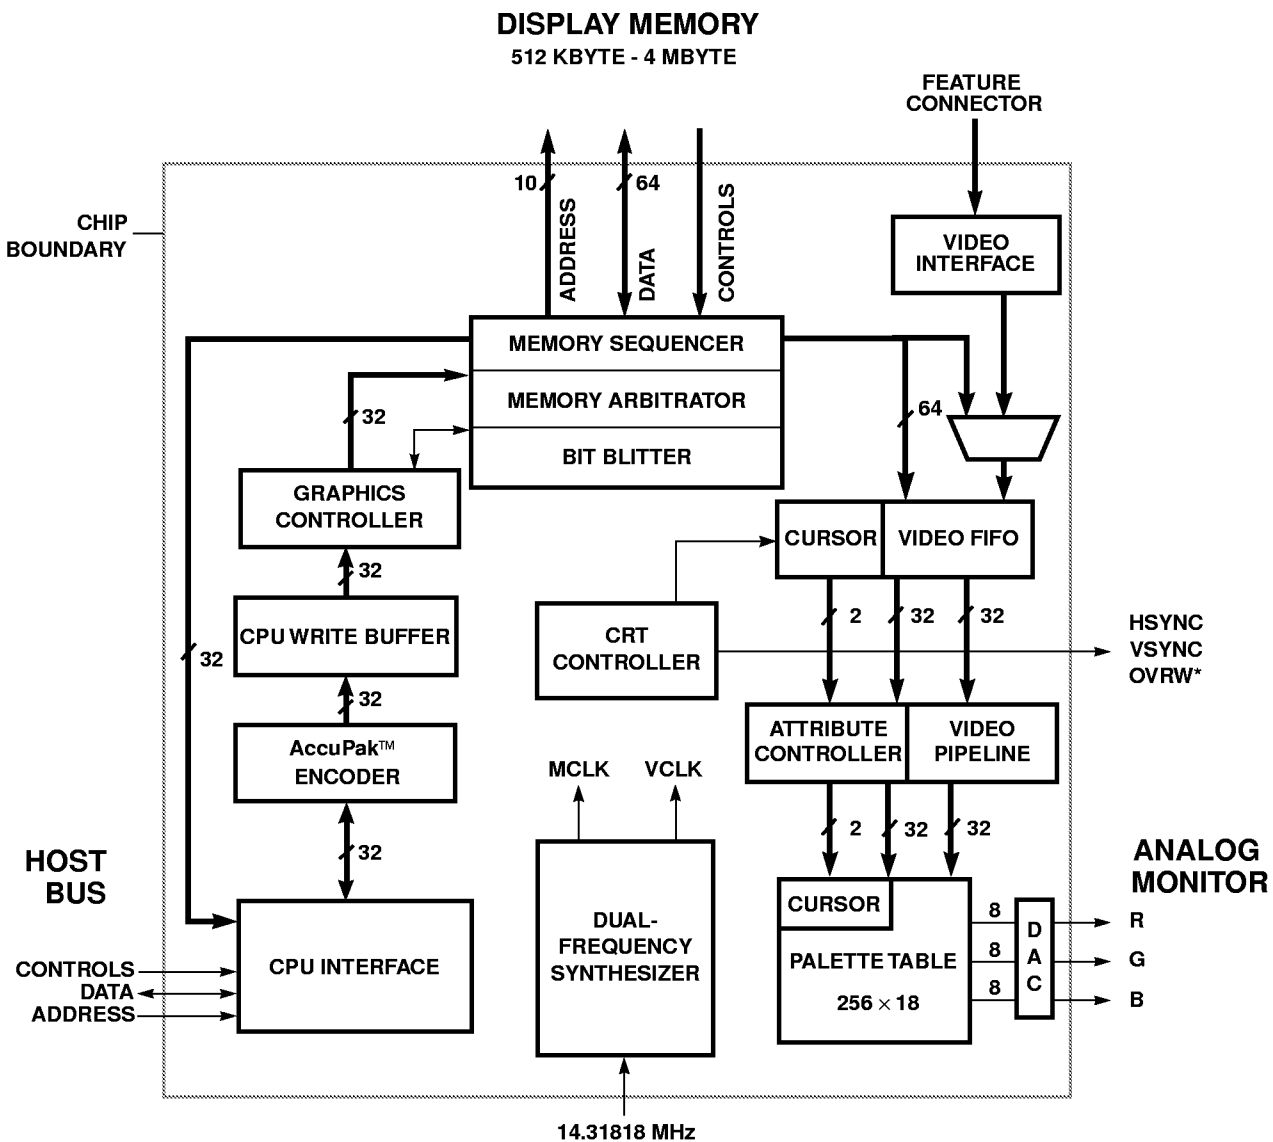 DISPLAY MEMORY
512 KBYTE - 4 MBYTE
FEATURE
CONNECTOR
10
64
ADDRESS
DATA
CONTROLS
CHIP
BOUNDARY
VIDEO
INTERFACE
MEMORY SEQUENCER
MEMORY ARBITRATOR
BIT BLITTER
32
64
GRAPHICS
CONTROLLER
CURSOR
VIDEO FIFO
32
CPU WRITE BUFFER
32
CRT
CONTROLLER
2
32
32
HSYNC
VSYNC
OVRW*
32
AccuPak™
ENCODER
ATTRIBUTE
CONTROLLER
VIDEO
PIPELINE
MCLK
VCLK
32
2
32
32
HOST
BUS
ANALOG
MONITOR
CPU INTERFACE
CONTROLS
DATA
ADDRESS
DUAL-
FREQUENCY
SYNTHESIZER
CURSOR
PALETTE TABLE
256 × 18
8
8
8
D
A
C
R
G
B
14.31818 MHz